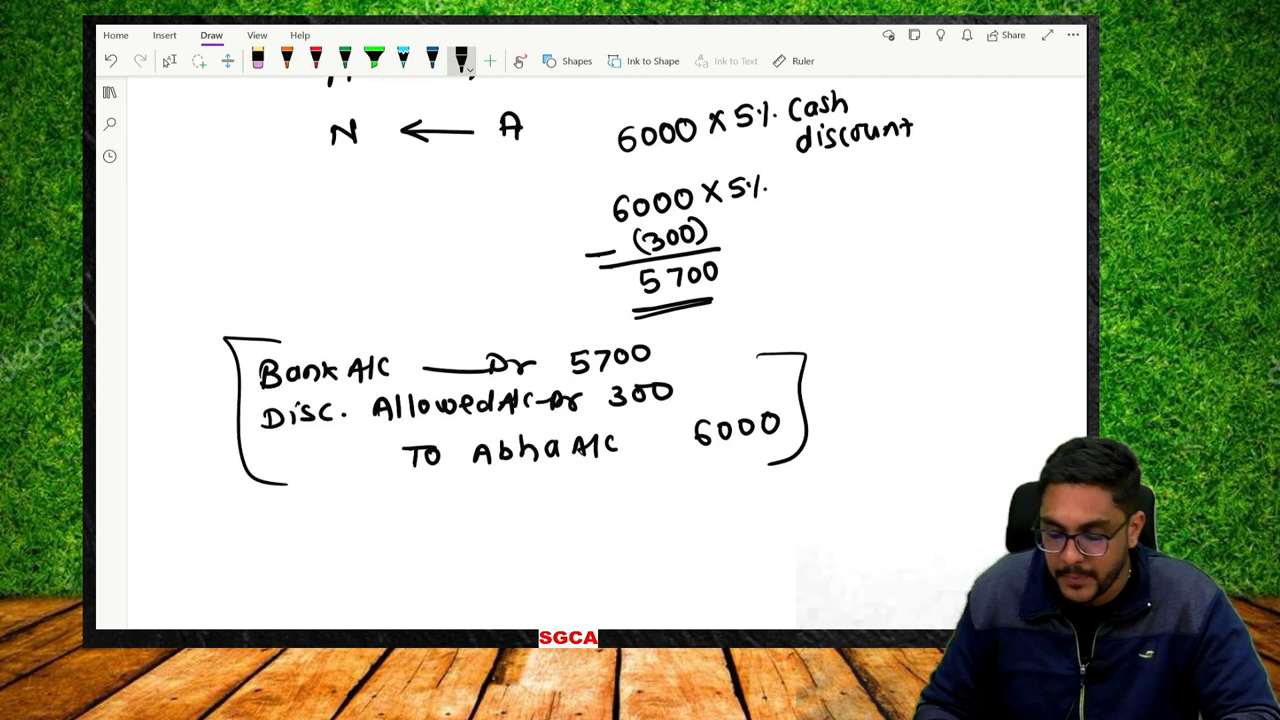 Home Insert Draw View Help Share
Shapes Ink to Shape Ink to Text Ruler
N ← A
6000 X 5% Cash
discount
6000 X 5%
— (300)
5700
Bank A/C —— Dr 5700
Disc. Allowed A/C — Dr 300
To Abha A/C 6000
SGCA